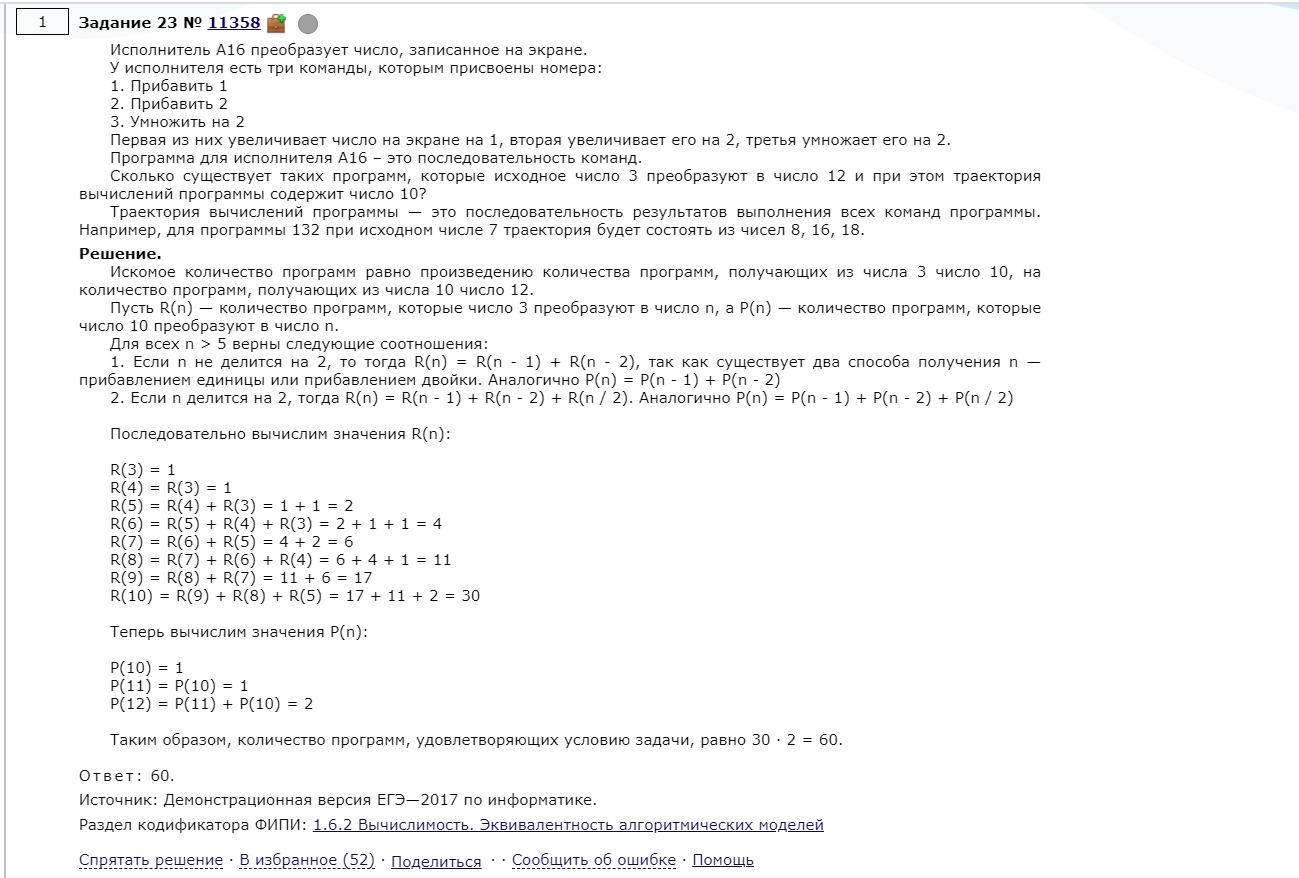 1 Задание 23 № 11358
Исполнитель А16 преобразует число, записанное на экране.
У исполнителя есть три команды, которым присвоены номера:
1. Прибавить 1
2. Прибавить 2
3. Умножить на 2
Первая из них увеличивает число на экране на 1, вторая увеличивает его на 2, третья умножает его на 2.
Программа для исполнителя А16 – это последовательность команд.
Сколько существует таких программ, которые исходное число 3 преобразуют в число 12 и при этом траектория
вычислений программы содержит число 10?
Траектория вычислений программы — это последовательность результатов выполнения всех команд программы.
Например, для программы 132 при исходном числе 7 траектория будет состоять из чисел 8, 16, 18.
Решение.
Искомое количество программ равно произведению количества программ, получающих из числа 3 число 10, на
количество программ, получающих из числа 10 число 12.
Пусть R(n) — количество программ, которые число 3 преобразуют в число n, а P(n) — количество программ, которые
число 10 преобразуют в число n.
Для всех n > 5 верны следующие соотношения:
1. Если n не делится на 2, то тогда R(n) = R(n - 1) + R(n - 2), так как существует два способа получения n —
прибавлением единицы или прибавлением двойки. Аналогично P(n) = P(n - 1) + P(n - 2)
2. Если n делится на 2, тогда R(n) = R(n - 1) + R(n - 2) + R(n / 2). Аналогично P(n) = P(n - 1) + P(n - 2) + P(n / 2)
Последовательно вычислим значения R(n):
R(3) = 1
R(4) = R(3) = 1
R(5) = R(4) + R(3) = 1 + 1 = 2
R(6) = R(5) + R(4) + R(3) = 2 + 1 + 1 = 4
R(7) = R(6) + R(5) = 4 + 2 = 6
R(8) = R(7) + R(6) + R(4) = 6 + 4 + 1 = 11
R(9) = R(8) + R(7) = 11 + 6 = 17
R(10) = R(9) + R(8) + R(5) = 17 + 11 + 2 = 30
Теперь вычислим значения P(n):
P(10) = 1
P(11) = P(10) = 1
P(12) = P(11) + P(10) = 2
Таким образом, количество программ, удовлетворяющих условию задачи, равно 30 · 2 = 60.
Ответ: 60.
Источник: Демонстрационная версия ЕГЭ—2017 по информатике.
Раздел кодификатора ФИПИ: 1.6.2 Вычислимость. Эквивалентность алгоритмических моделей
Спрятать решение · В избранное (52) · Поделиться · · Сообщить об ошибке · Помощь